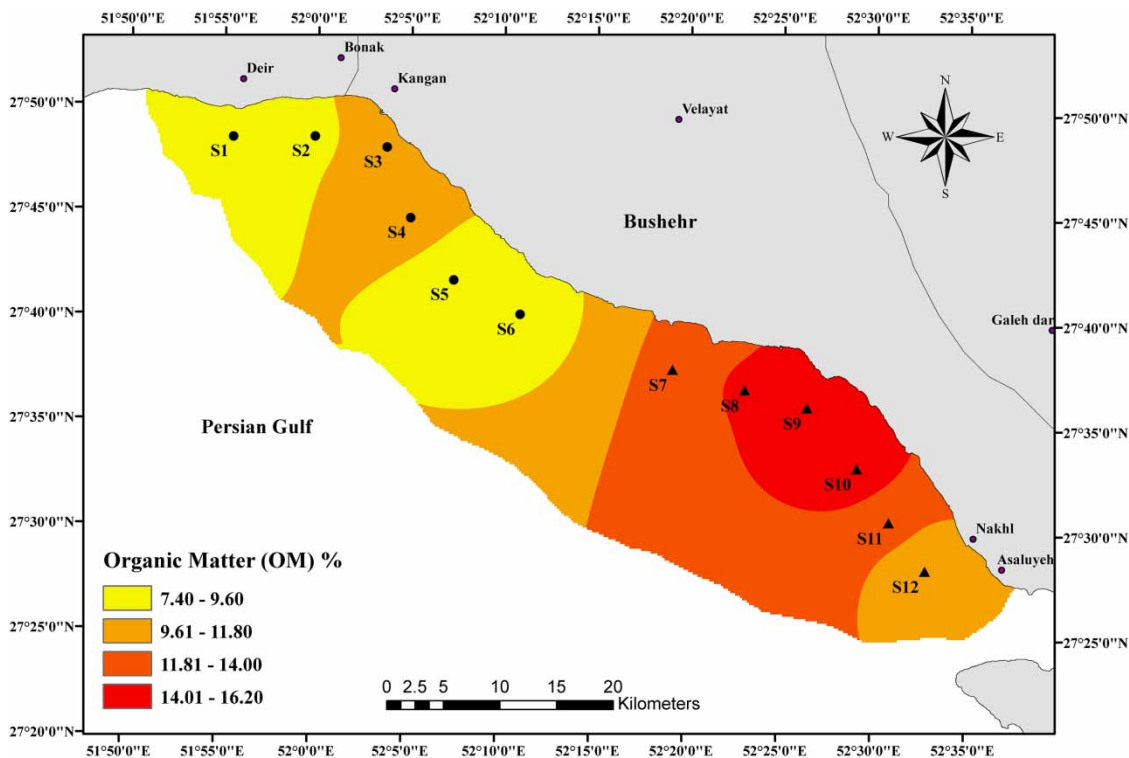 51°55'0"E 52°0'0"E 52°5'0"E 52°10'0"E 52°15'0"E 52°20'0"E 52°25'0"E 52°30'0"E 52°35'0"E
Bonak
Deir
Kangan
27°50'0"N
Velayat
27°50'0"N
N
W E
S
S1 S2 S3
27°45'0"N
S4
Bushehr
27°45'0"N
S5
27°40'0"N
S6
Galeh dar
27°40'0"N
S7
S8
27°35'0"N
S9
Persian Gulf
27°35'0"N
S10
27°30'0"N
S11
Nakhl
27°30'0"N
Asaluyeh
S12
Organic Matter (OM) %
7.40 - 9.60
9.61 - 11.80
11.81 - 14.00
14.01 - 16.20
27°25'0"N
27°25'0"N
0 2.5 5 10 15 20
Kilometers
27°20'0"N
51°50'0"E 51°55'0"E 52°0'0"E 52°5'0"E 52°10'0"E 52°15'0"E 52°20'0"E 52°25'0"E 52°30'0"E 52°35'0"E